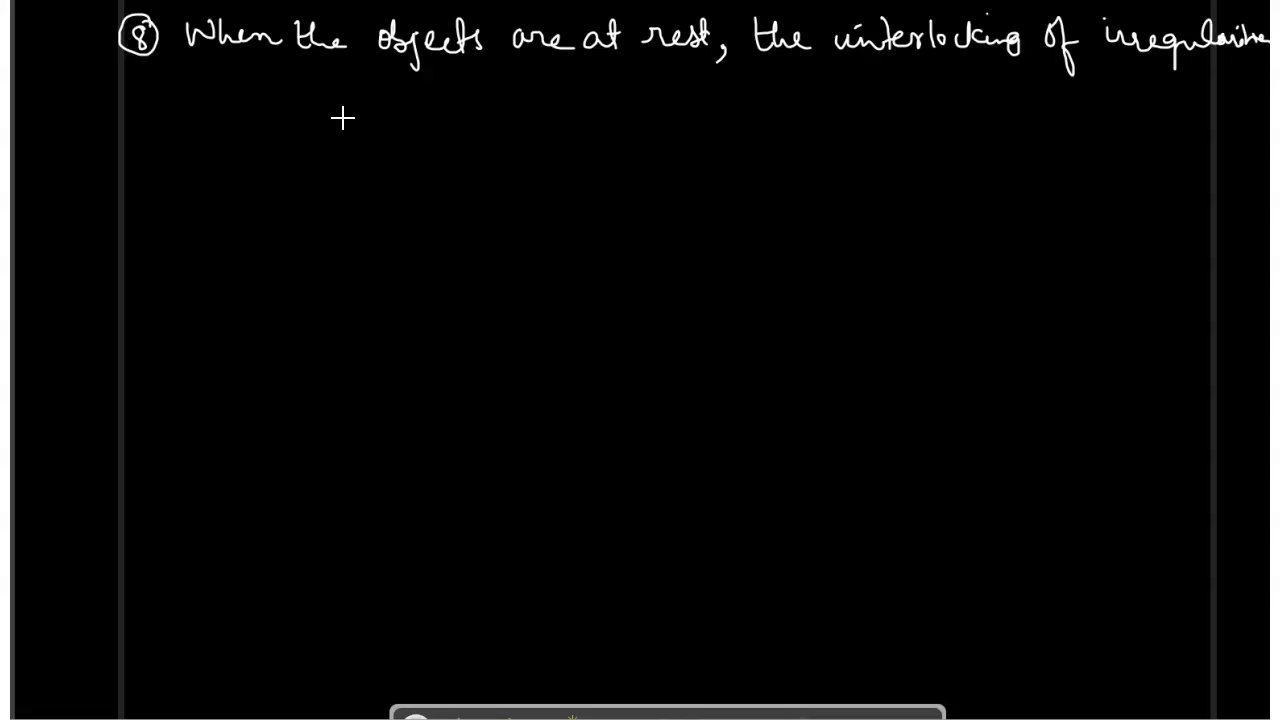 ⑧ When the objects are at rest, the interlocking of irregularities